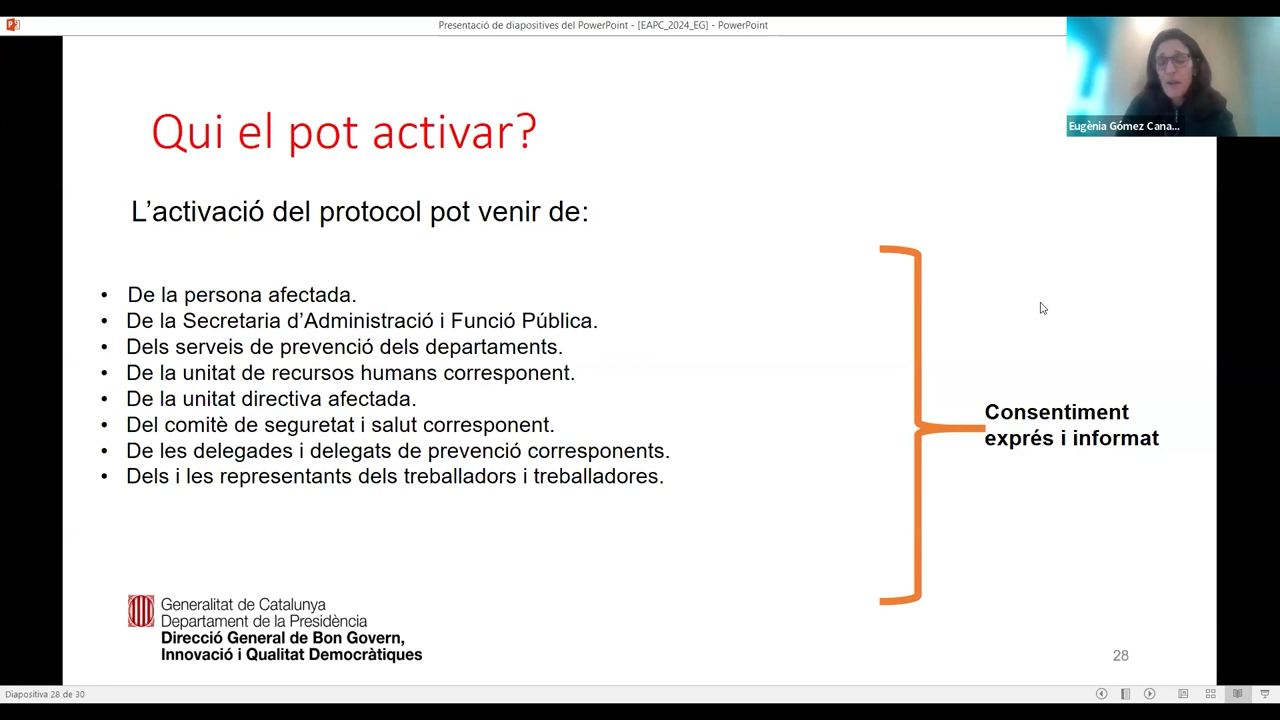 Presentació de diapositives del PowerPoint - [EAPC_2024_EG] - PowerPoint
Eugènia Gómez Cana...
Qui el pot activar?
L’activació del protocol pot venir de:
• De la persona afectada.
• De la Secretaria d’Administració i Funció Pública.
• Dels serveis de prevenció dels departaments.
• De la unitat de recursos humans corresponent.
• De la unitat directiva afectada.
• Del comitè de seguretat i salut corresponent.
• De les delegades i delegats de prevenció corresponents.
• Dels i les representants dels treballadors i treballadores.
Consentiment
exprés i informat
Generalitat de Catalunya
Departament de la Presidència
Direcció General de Bon Govern,
Innovació i Qualitat Democràtiques
28
Diapositiva 28 de 30